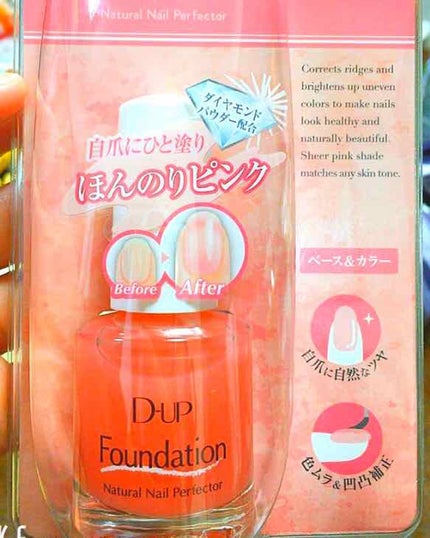 Natural Nail Perfector
Corrects ridges and
brightens up uneven
colors to make nails
look healthy and
naturally beautiful.
Sheer pink shade
matches any skin tone.
ダイヤモンド
パウダー配合
自爪にひと塗り
ほんのりピンク
Before After
ベース&カラー
自爪に自然なツヤ
色ムラ&凹凸補正
D-UP
Foundation
Natural Nail Perfector